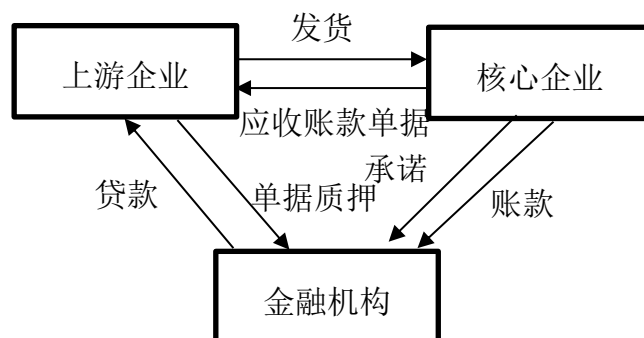 发货
上游企业
核心企业
应收账款单据
承诺
贷款
单据质押
账款
金融机构